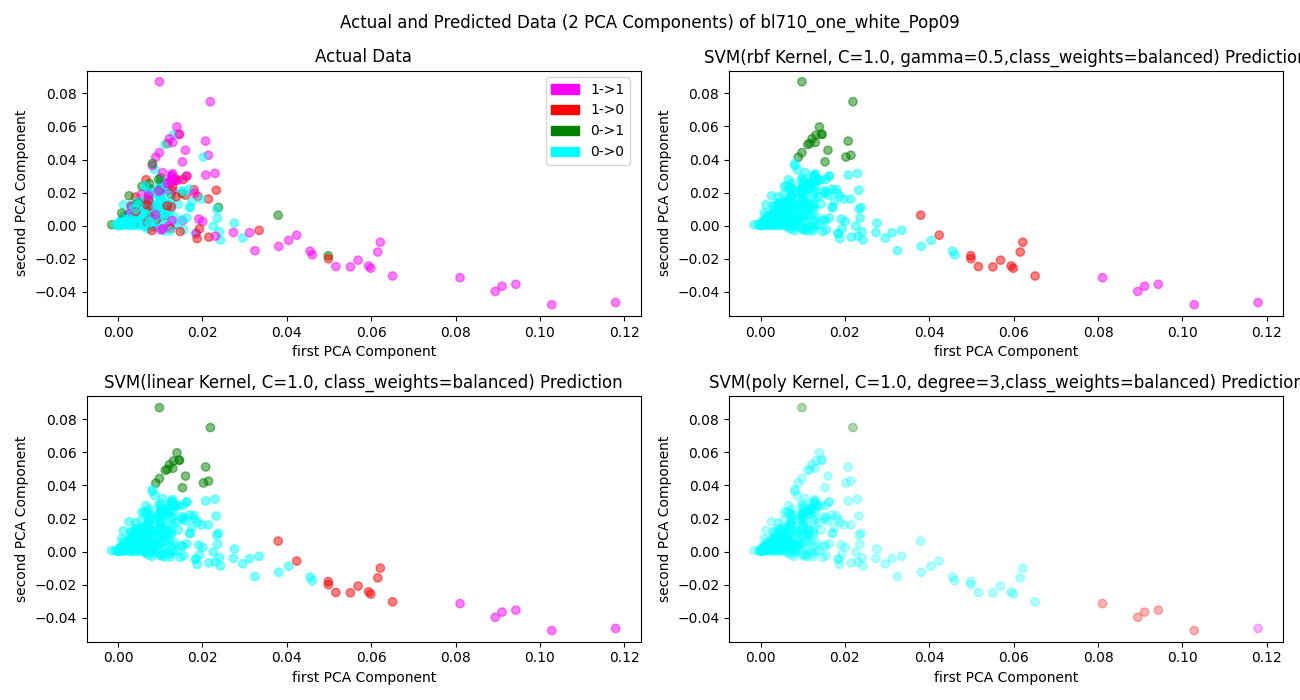 Actual and Predicted Data (2 PCA Components) of bl710_one_white_Pop09
Actual Data
second PCA Component
0.08
0.06
0.04
0.02
0.00
−0.02
−0.04
1->1
1->0
0->1
0->0
0.00 0.02 0.04 0.06 0.08 0.10 0.12
first PCA Component
SVM(rbf Kernel, C=1.0, gamma=0.5,class_weights=balanced) Prediction
second PCA Component
0.08
0.06
0.04
0.02
0.00
−0.02
−0.04
0.00 0.02 0.04 0.06 0.08 0.10 0.12
first PCA Component
SVM(linear Kernel, C=1.0, class_weights=balanced) Prediction
second PCA Component
0.08
0.06
0.04
0.02
0.00
−0.02
−0.04
0.00 0.02 0.04 0.06 0.08 0.10 0.12
first PCA Component
SVM(poly Kernel, C=1.0, degree=3,class_weights=balanced) Prediction
second PCA Component
0.08
0.06
0.04
0.02
0.00
−0.02
−0.04
0.00 0.02 0.04 0.06 0.08 0.10 0.12
first PCA Component